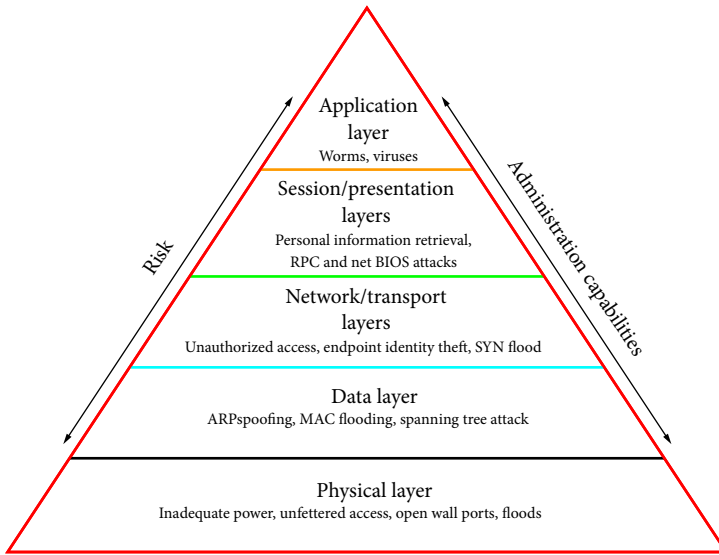 Application
layer
Worms, viruses
Session/presentation
layers
Personal information retrieval,
RPC and net BIOS attacks
Network/transport
layers
Unauthorized access, endpoint identity theft, SYN flood
Data layer
ARPspoofing, MAC flooding, spanning tree attack
Physical layer
Inadequate power, unfettered access, open wall ports, floods
Risk
Administration capabilities